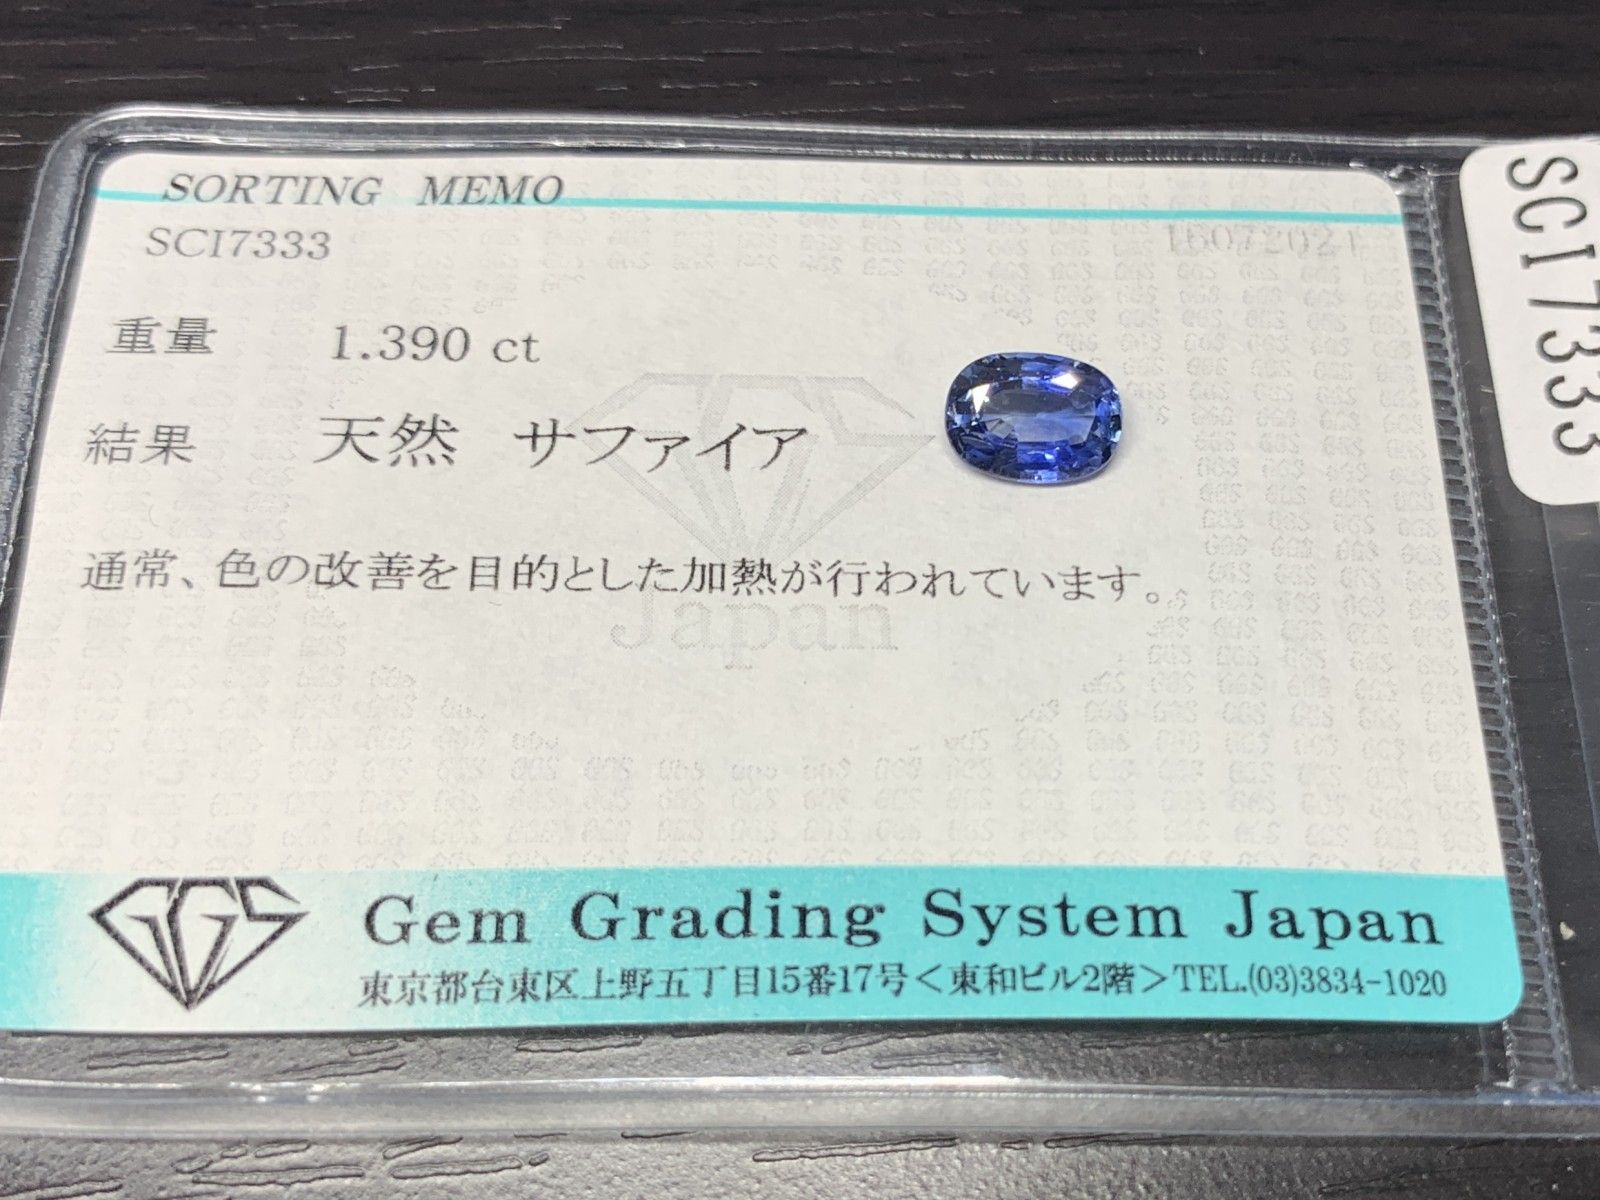 SORTING MEMO
SCI7333
16072021
重量 1.390 ct
結果 天然 サファイア
通常、色の改善を目的とした加熱が行われています。
Japan
GGS
Gem Grading System Japan
東京都台東区上野五丁目15番17号<東和ビル2階>TEL.(03)3834-1020
SCI7333